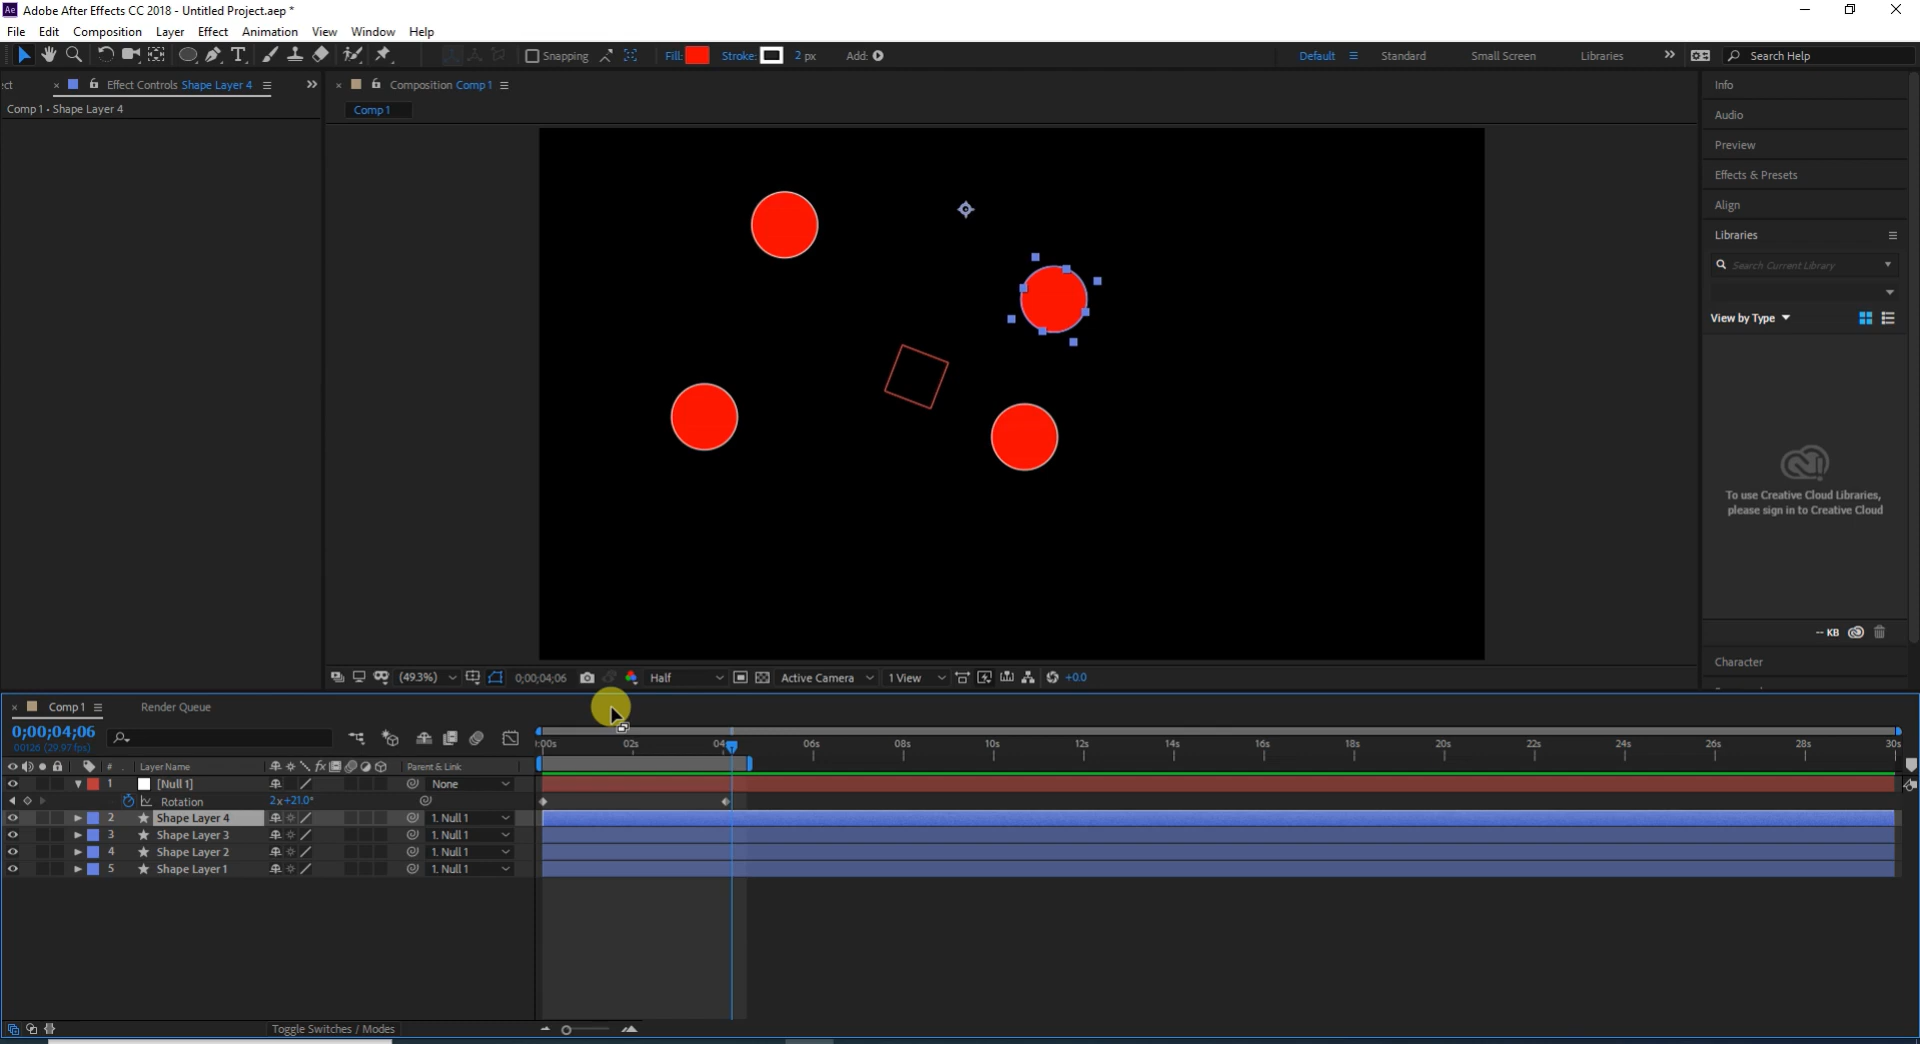 Ae Adobe After Effects CC 2018 - Untitled Project.aep *
File Edit Composition Layer Effect Animation View Window Help
Snapping Fill: Stroke: 2 px Add: Default Standard Small Screen Libraries Search Help
ct Effect Controls Shape Layer 4
Composition Comp 1
Comp 1 • Shape Layer 4
Comp 1
Info
Audio
Preview
Effects & Presets
Align
Libraries
Search Current Library
View by Type
To use Creative Cloud Libraries,
please sign in to Creative Cloud
-- KB
Character
(49.3%) 0;00;04;06 Half Active Camera 1 View +0.0
Comp 1 Render Queue
0;00;04;06
00126 (29.97 fps)
):00s 02s 04s 06s 08s 10s 12s 14s 16s 18s 20s 22s 24s 26s 28s 30s
# Layer Name fx Parent & Link
1 [Null 1] None
Rotation 2x+21.0°
2 Shape Layer 4 1. Null 1
3 Shape Layer 3 1. Null 1
4 Shape Layer 2 1. Null 1
5 Shape Layer 1 1. Null 1
Toggle Switches / Modes